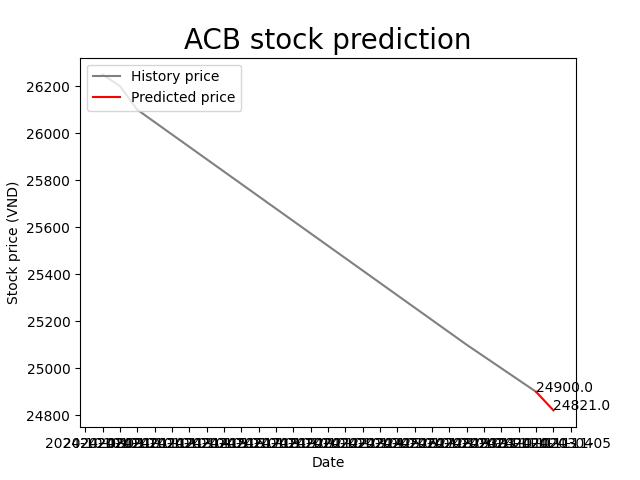 ACB stock prediction
History price
Predicted price
26200
26000
25800
25600
25400
25200
25000
24800
Stock price (VND)
24900.0
24821.0
Date